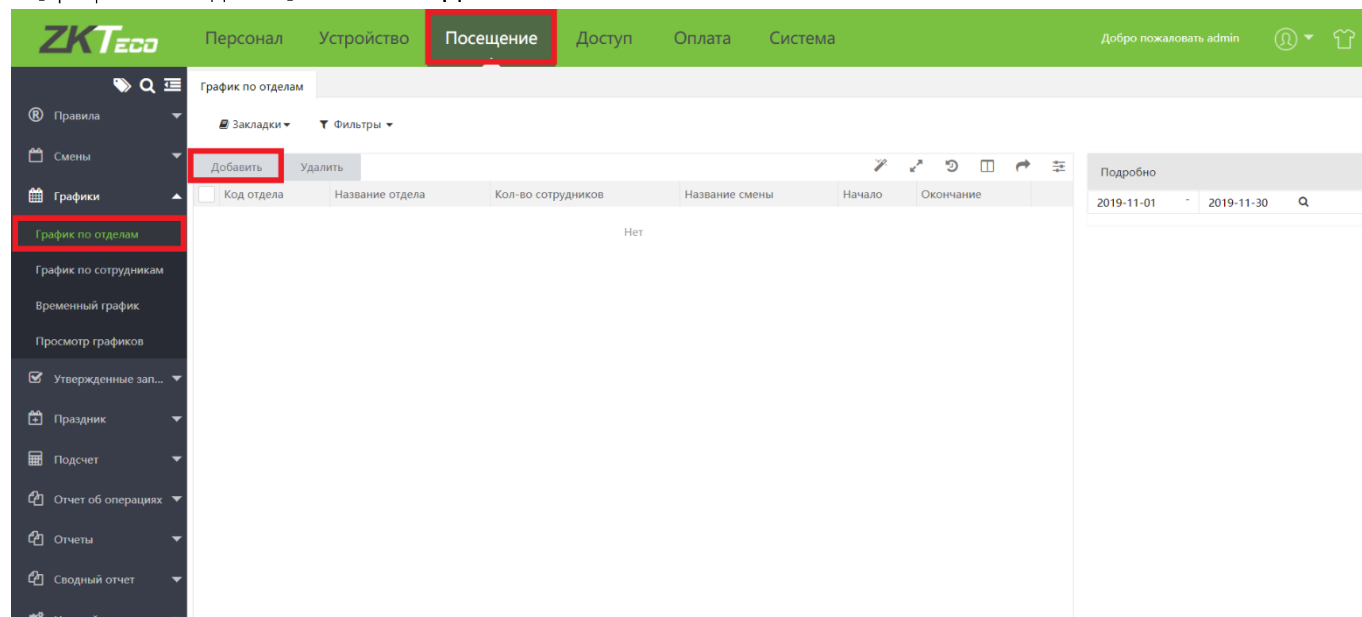 ZKTECO Персонал Устройство Посещение Доступ Оплата Система Добро пожаловать admin
График по отделам
Закладки Фильтры
Добавить Удалить
Код отдела Название отдела Кол-во сотрудников Название смены Начало Окончание
Нет
Подробно
2019-11-01 - 2019-11-30
Правила
Смены
Графики
График по отделам
График по сотрудникам
Временный график
Просмотр графиков
Утвержденные зап...
Праздник
Подсчет
Отчет об операциях
Отчеты
Сводный отчет